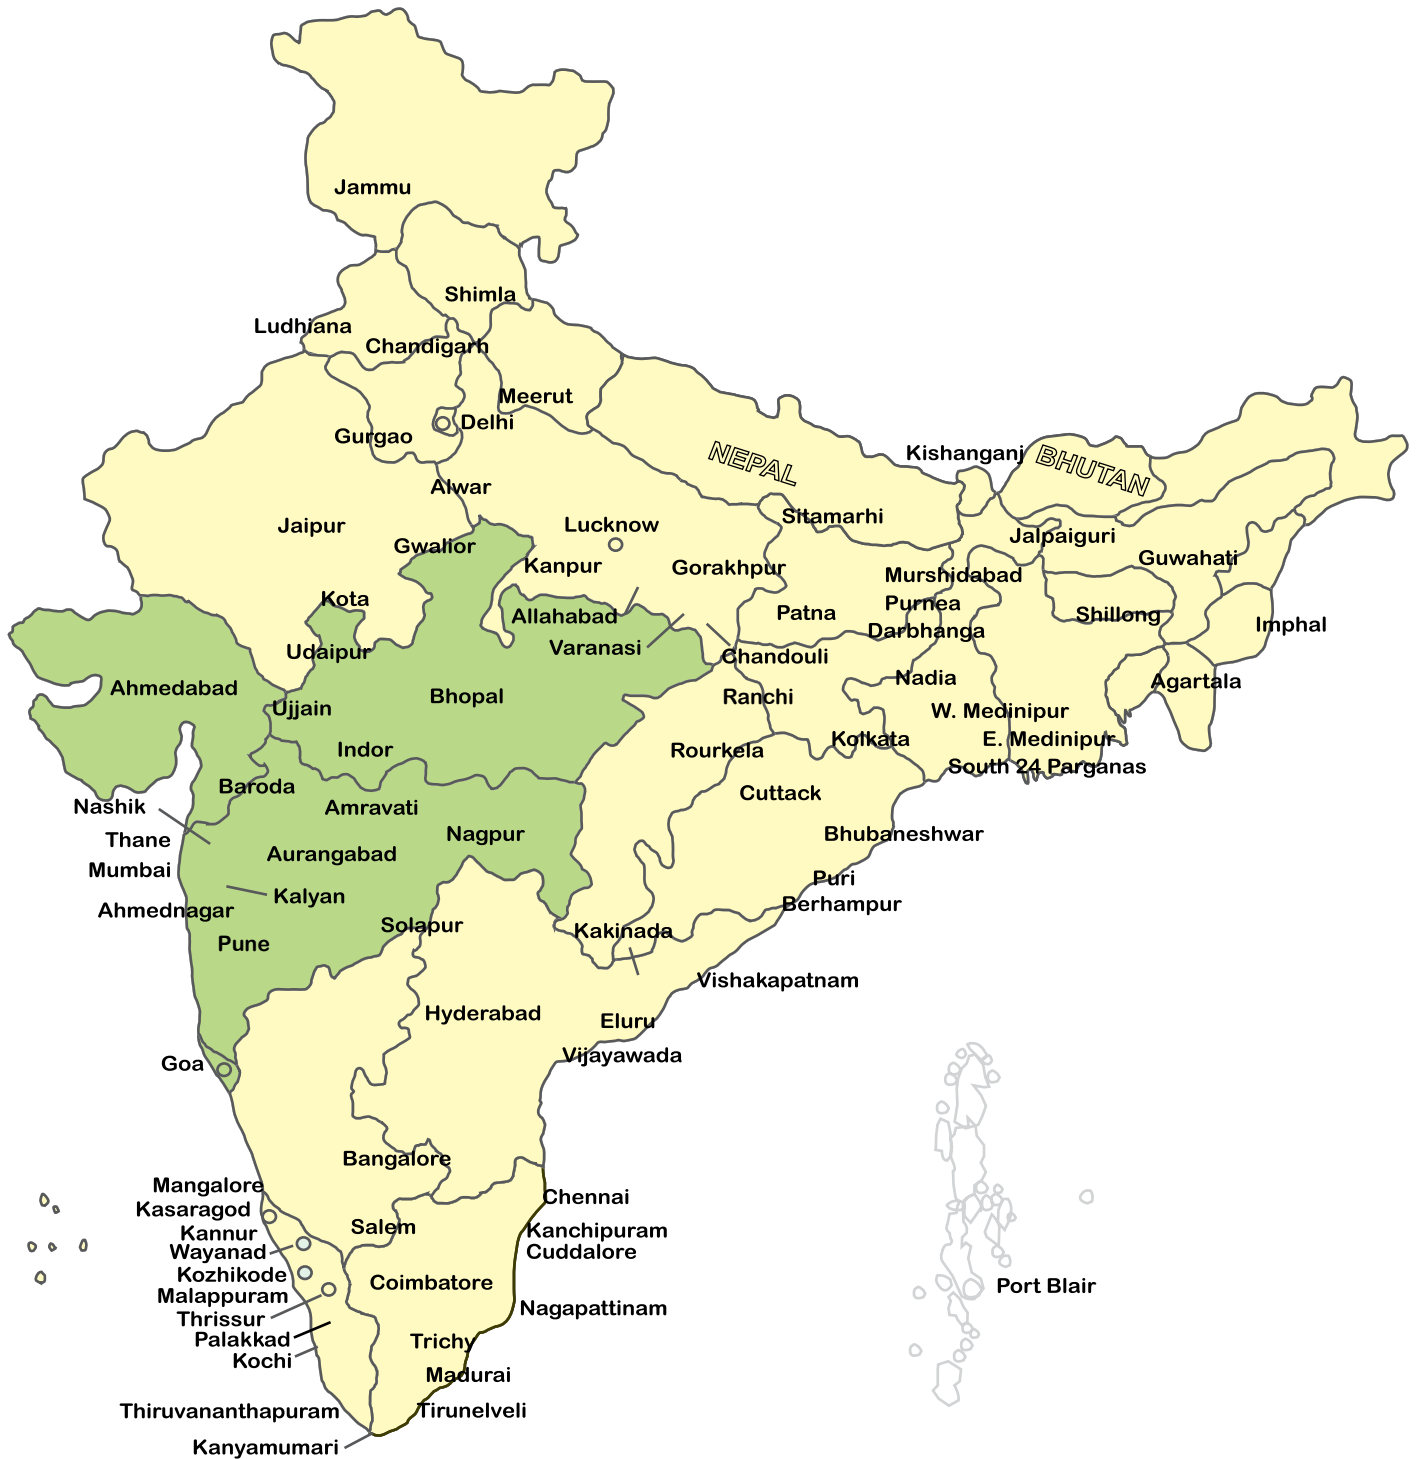 Jammu
Shimla
Ludhiana
Chandigarh
Meerut
Delhi
Gurgao
NEPAL
Kishanganj
BHUTAN
Alwar
Sitamarhi
Jaipur
Lucknow
Jalpaiguri
Gwalior
Guwahati
Kanpur
Gorakhpur
Murshidabad
Kota
Purnea
Patna
Allahabad
Shillong
Imphal
Darbhanga
Udaipur
Varanasi
Chandouli
Nadia
Agartala
Ahmedabad
Bhopal
Ranchi
Ujjain
W. Medinipur
Indor
Rourkela
Kolkata
E. Medinipur
South 24 Parganas
Baroda
Cuttack
Nashik
Amravati
Nagpur
Bhubaneshwar
Thane
Aurangabad
Mumbai
Puri
Kalyan
Berhampur
Ahmednagar
Solapur
Kakinada
Pune
Vishakapatnam
Hyderabad
Eluru
Vijayawada
Goa
Bangalore
Mangalore
Chennai
Kasaragod
Salem
Kanchipuram
Kannur
Wayanad
Cuddalore
Kozhikode
Coimbatore
Port Blair
Malappuram
Nagapattinam
Thrissur
Palakkad
Trichy
Kochi
Madurai
Thiruvananthapuram
Tirunelveli
Kanyamumari